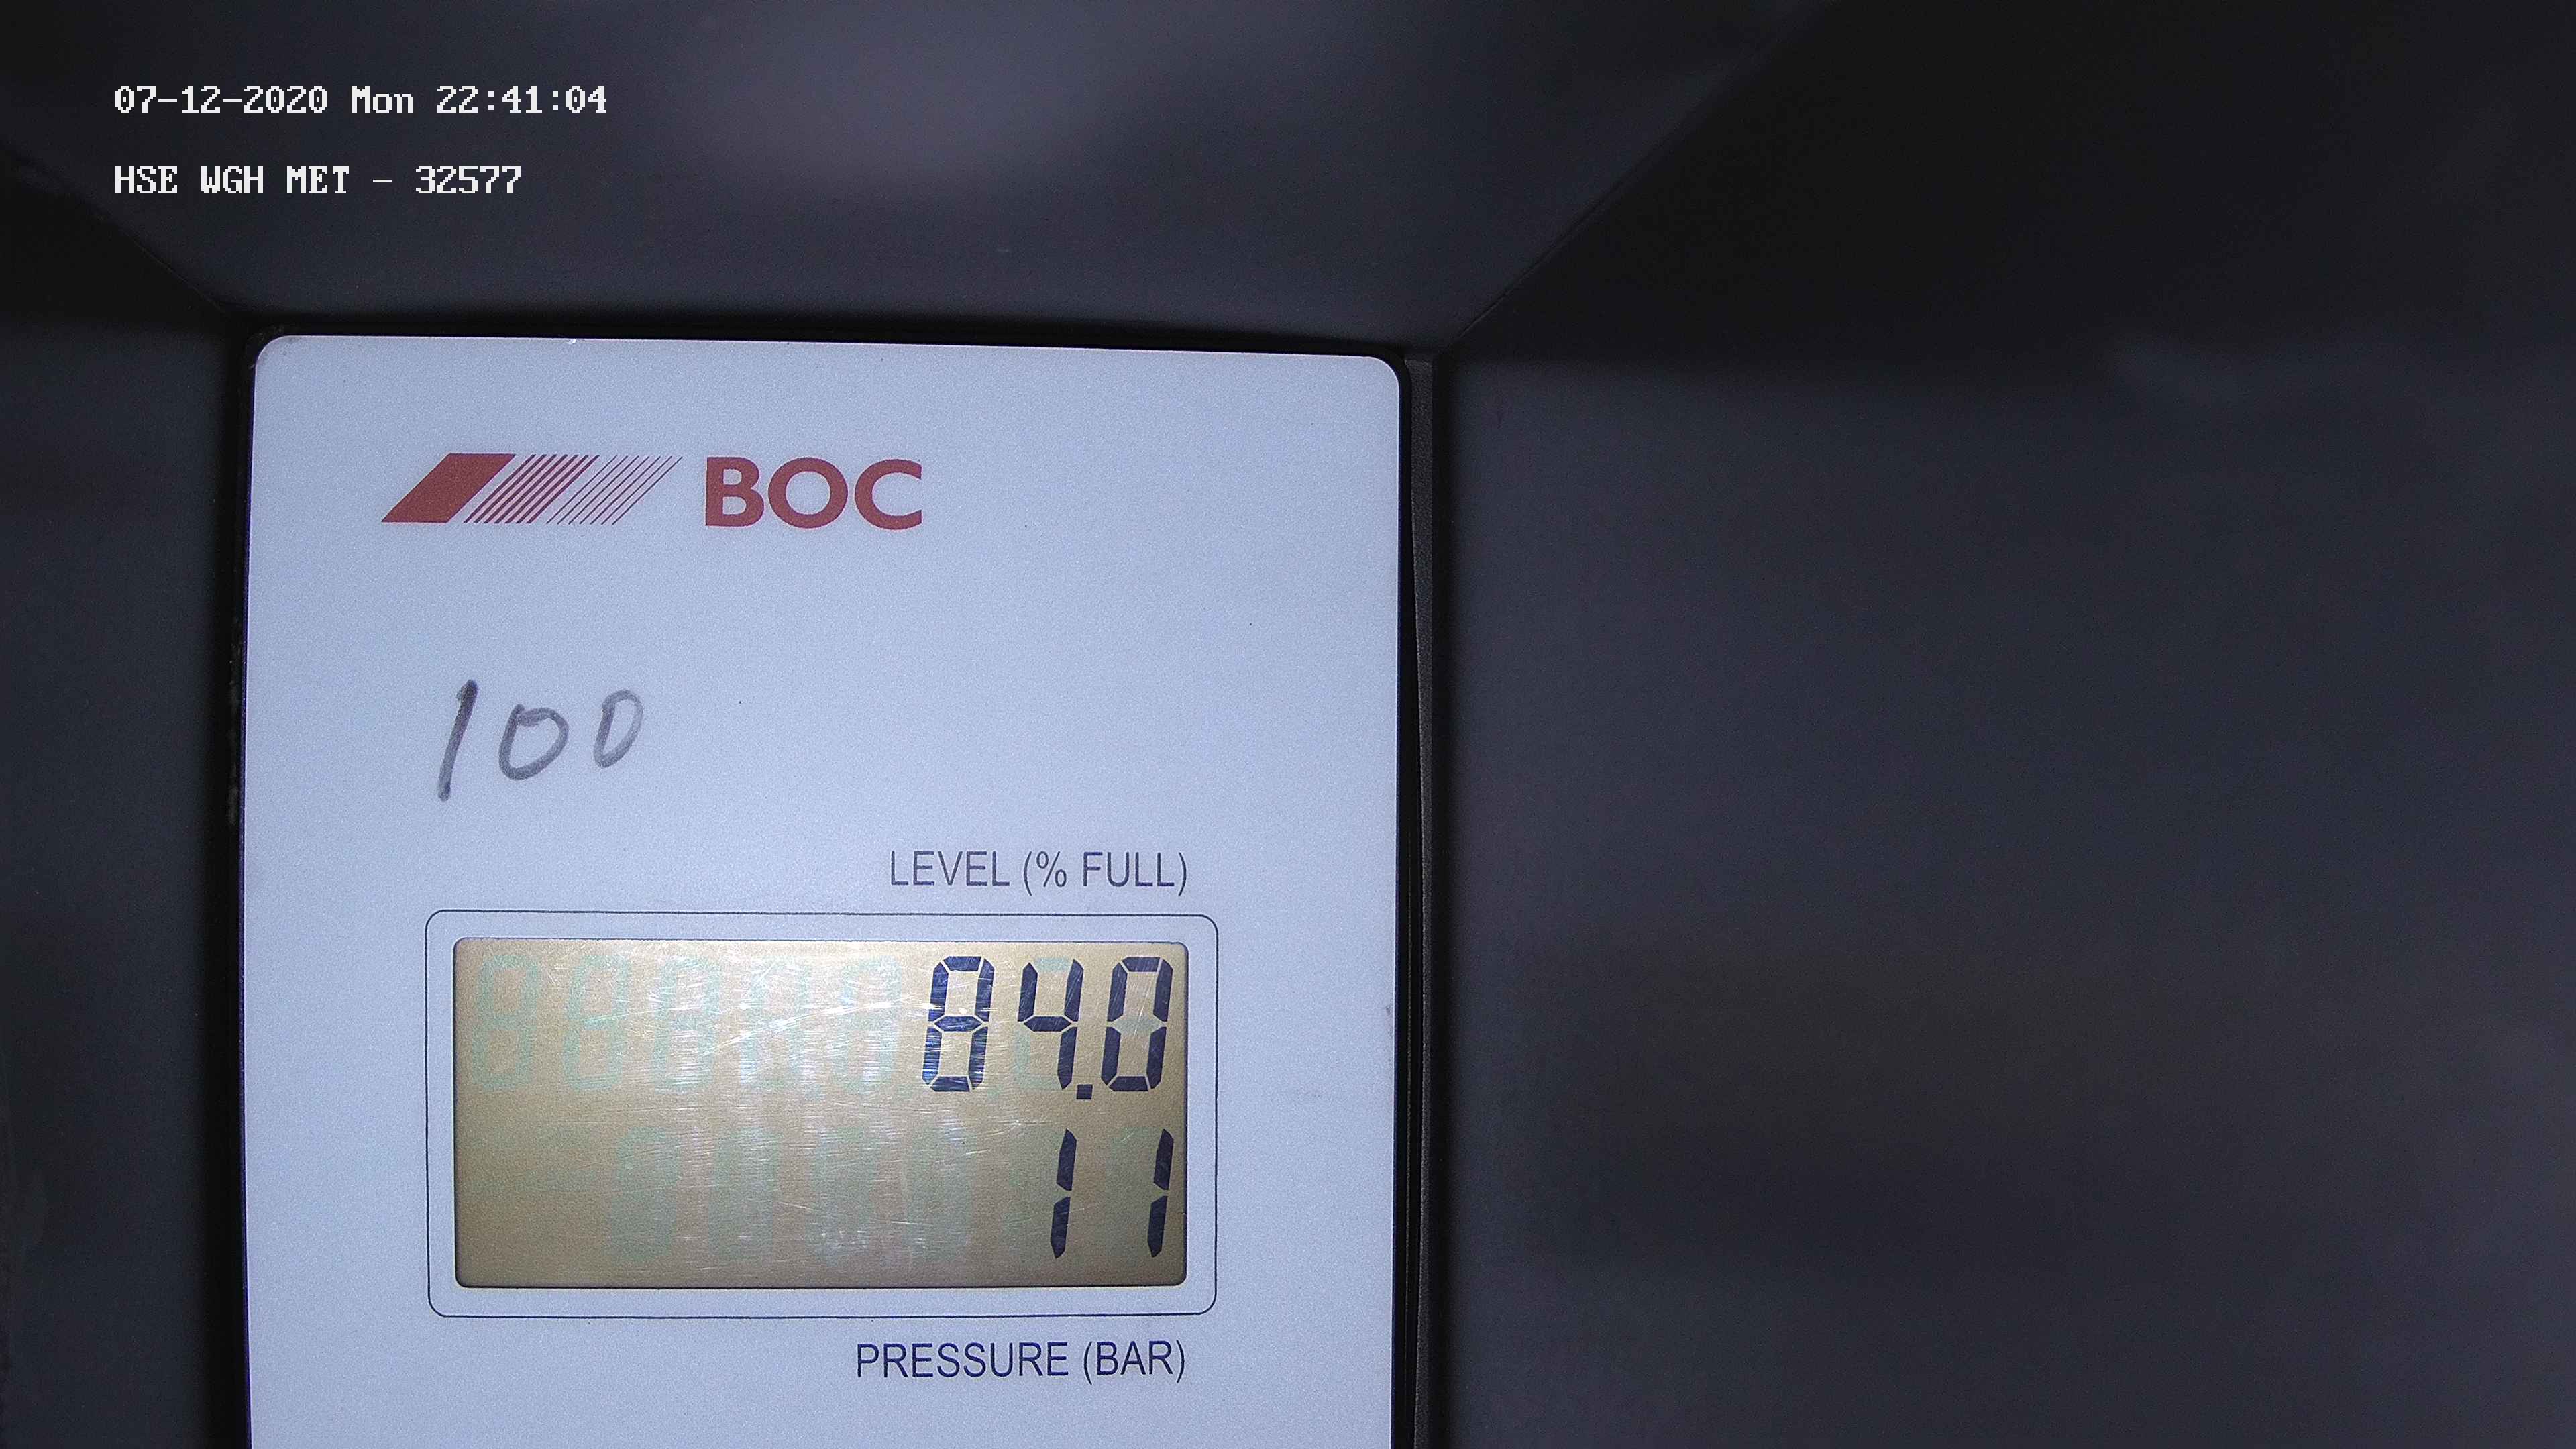 07-12-2020 Mon 22:41:04
HSE WGH MET - 32577
BOC
100
LEVEL (% FULL)
84.0
11
PRESSURE (BAR)